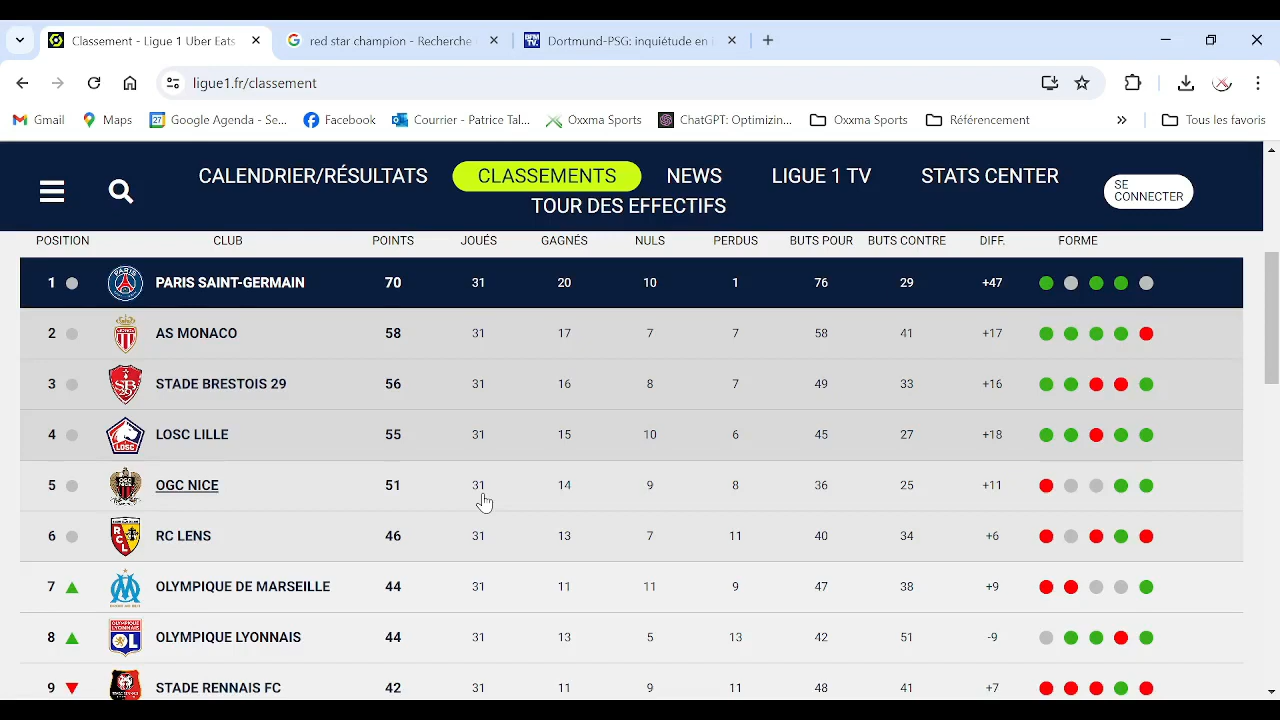 Classement - Ligue 1 Uber Eats
red star champion - Recherche
Dortmund-PSG: inquiétude en
ligue1.fr/classement
Gmail Maps Google Agenda - Se... Facebook Courrier - Patrice Tal... Oxxma Sports ChatGPT: Optimizin... Oxxma Sports Référencement » Tous les favoris
CALENDRIER/RÉSULTATS CLASSEMENTS NEWS LIGUE 1 TV STATS CENTER
TOUR DES EFFECTIFS
SE
CONNECTER
POSITION CLUB POINTS JOUÉS GAGNÉS NULS PERDUS BUTS POUR BUTS CONTRE DIFF. FORME
1 PARIS SAINT-GERMAIN 70 31 20 10 1 76 29 +47
2 AS MONACO 58 31 17 7 7 58 41 +17
3 STADE BRESTOIS 29 56 31 16 8 7 49 33 +16
4 LOSC LILLE 55 31 15 10 6 45 27 +18
5 OGC NICE 51 31 14 9 8 36 25 +11
6 RC LENS 46 31 13 7 11 40 34 +6
7 OLYMPIQUE DE MARSEILLE 44 31 11 11 9 47 38 +9
8 OLYMPIQUE LYONNAIS 44 31 13 5 13 42 51 -9
9 STADE RENNAIS FC 42 31 11 9 11 48 41 +7